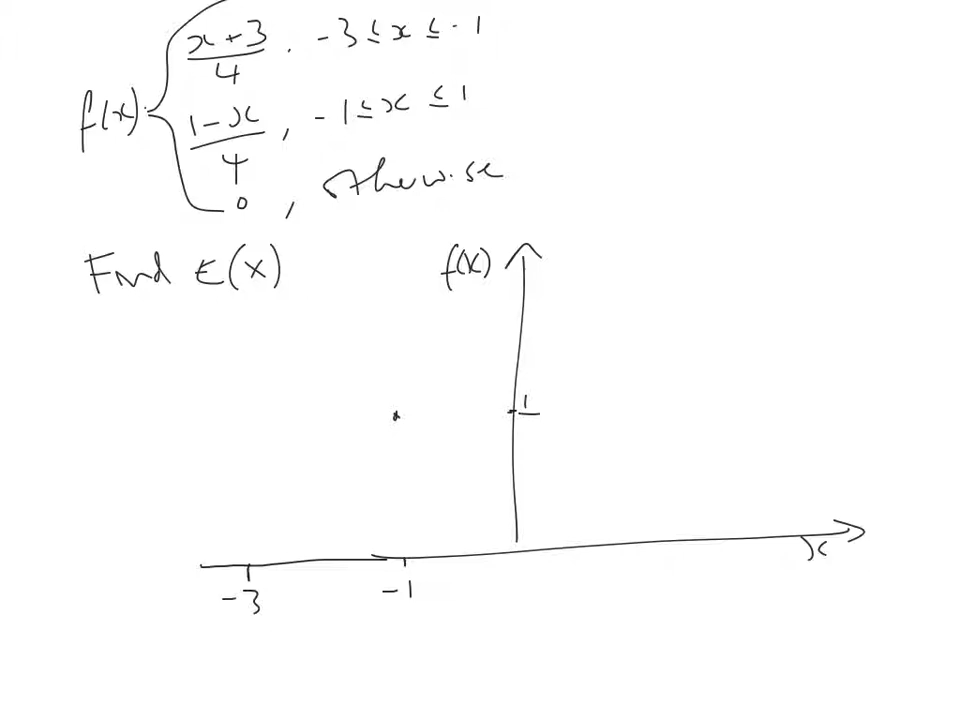 f(x) { x+3/4 , -3 ≤ x ≤ -1
1-x/4 , -1 ≤ x ≤ 1
0 , otherwise
Find E(X)
f(x)
1
x
-3 -1